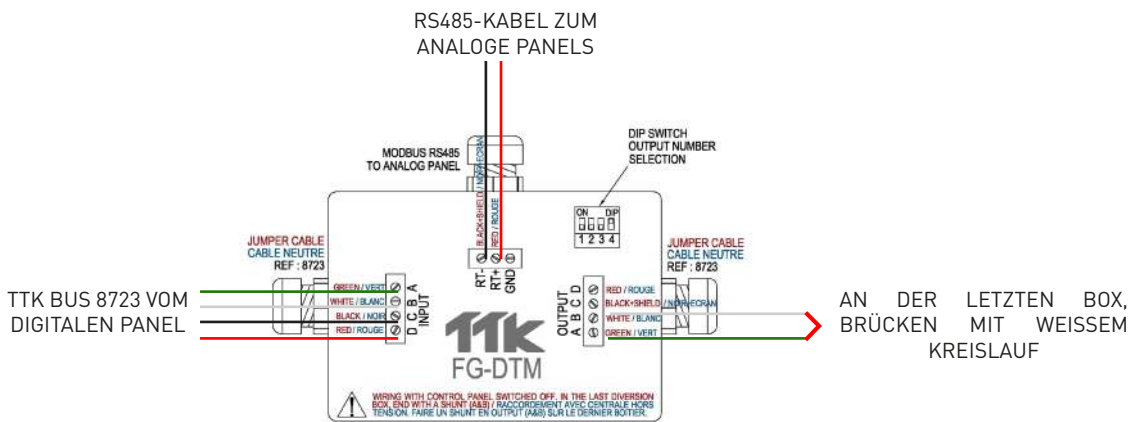 RS485-KABEL ZUM
ANALOGE PANELS
MODBUS RS485
TO ANALOG PANEL
DIP SWITCH
OUTPUT NUMBER
SELECTION
BLACK+SHIELD / NOIR+ECRAN
RED / ROUGE
ON DIP
1 2 3 4
RT-
RT+
GND
JUMPER CABLE
CABLE NEUTRE
REF : 8723
JUMPER CABLE
CABLE NEUTRE
REF : 8723
TTK BUS 8723 VOM
DIGITALEN PANEL
GREEN / VERT
WHITE / BLANC
BLACK / NOIR
RED / ROUGE
D C B A
INPUT
OUTPUT
A B C D
RED / ROUGE
BLACK+SHIELD / NOIR+ECRAN
WHITE / BLANC
GREEN / VERT
AN DER LETZTEN BOX,
BRÜCKEN MIT WEISSEM
KREISLAUF
TTK
FG-DTM
WIRING WITH CONTROL PANEL SWITCHED OFF. IN THE LAST DIVERSION
BOX, END WITH A SHUNT (A&B) / RACCORDEMENT AVEC CENTRALE HORS
TENSION. FAIRE UN SHUNT EN OUTPUT (A&B) SUR LE DERNIER BOITIER.